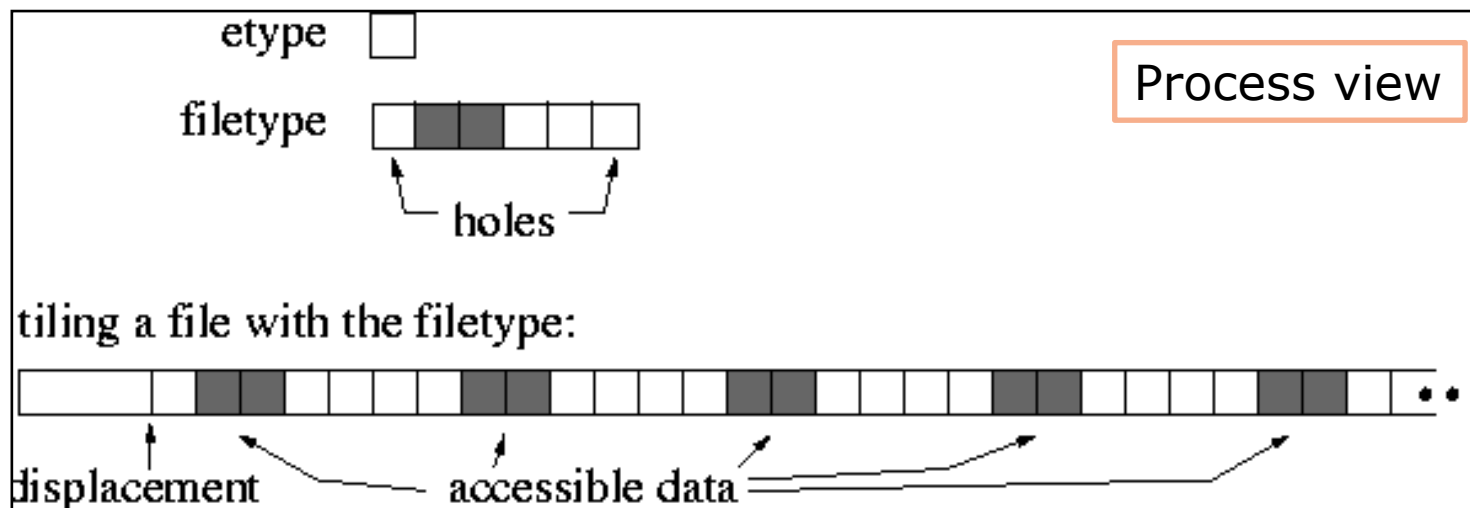 etype
Process view
filetype
holes
tiling a file with the filetype:
displacement
accessible data